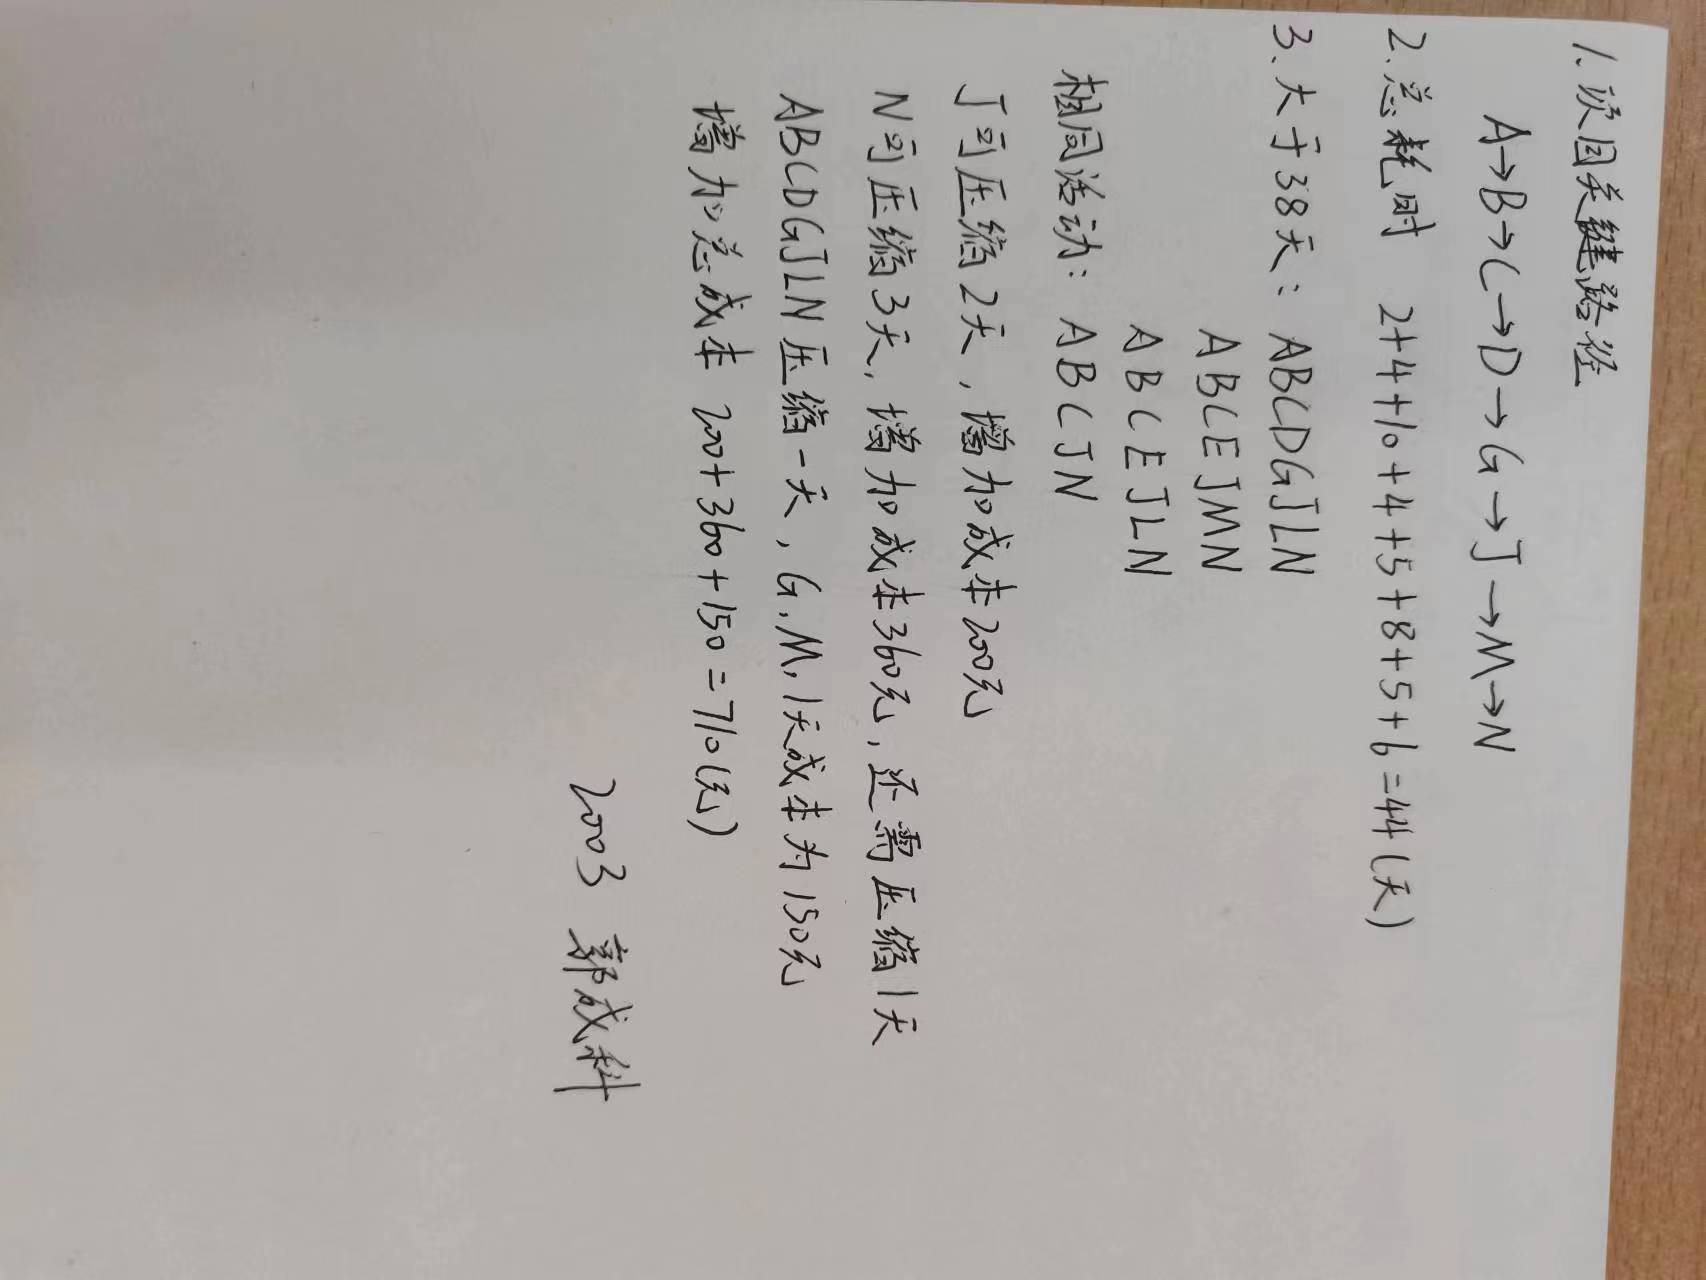 1. 次回关键路径
A→B→C→D→G→J→M→N
2. 总耗时 2+4+10+4+5+8+5+6=44(天)
3. 大于38天: ABCDGJLN
ABCEJMN
ABCEJLN
相同活动: ABCJN
J可压缩2天,增加成本200元
N可压缩3天,增加成本360元,还需压缩1天
ABCDGJLN压缩一天,G,M,1天成本为150元
增加总成本 200+360+150=710(元)
2003 郭成科